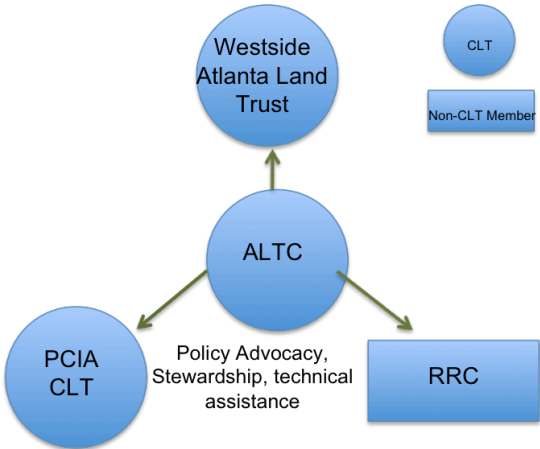 Westside
Atlanta Land
Trust
CLT
Non-CLT Member
ALTC
PCIA
CLT
Policy Advocacy,
Stewardship, technical
assistance
RRC